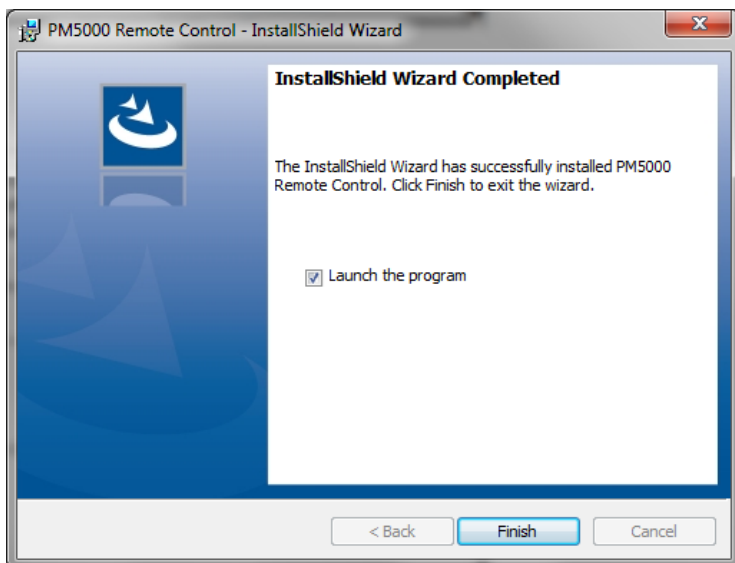 PM5000 Remote Control - InstallShield Wizard
InstallShield Wizard Completed
The InstallShield Wizard has successfully installed PM5000
Remote Control. Click Finish to exit the wizard.
Launch the program
< Back
Finish
Cancel